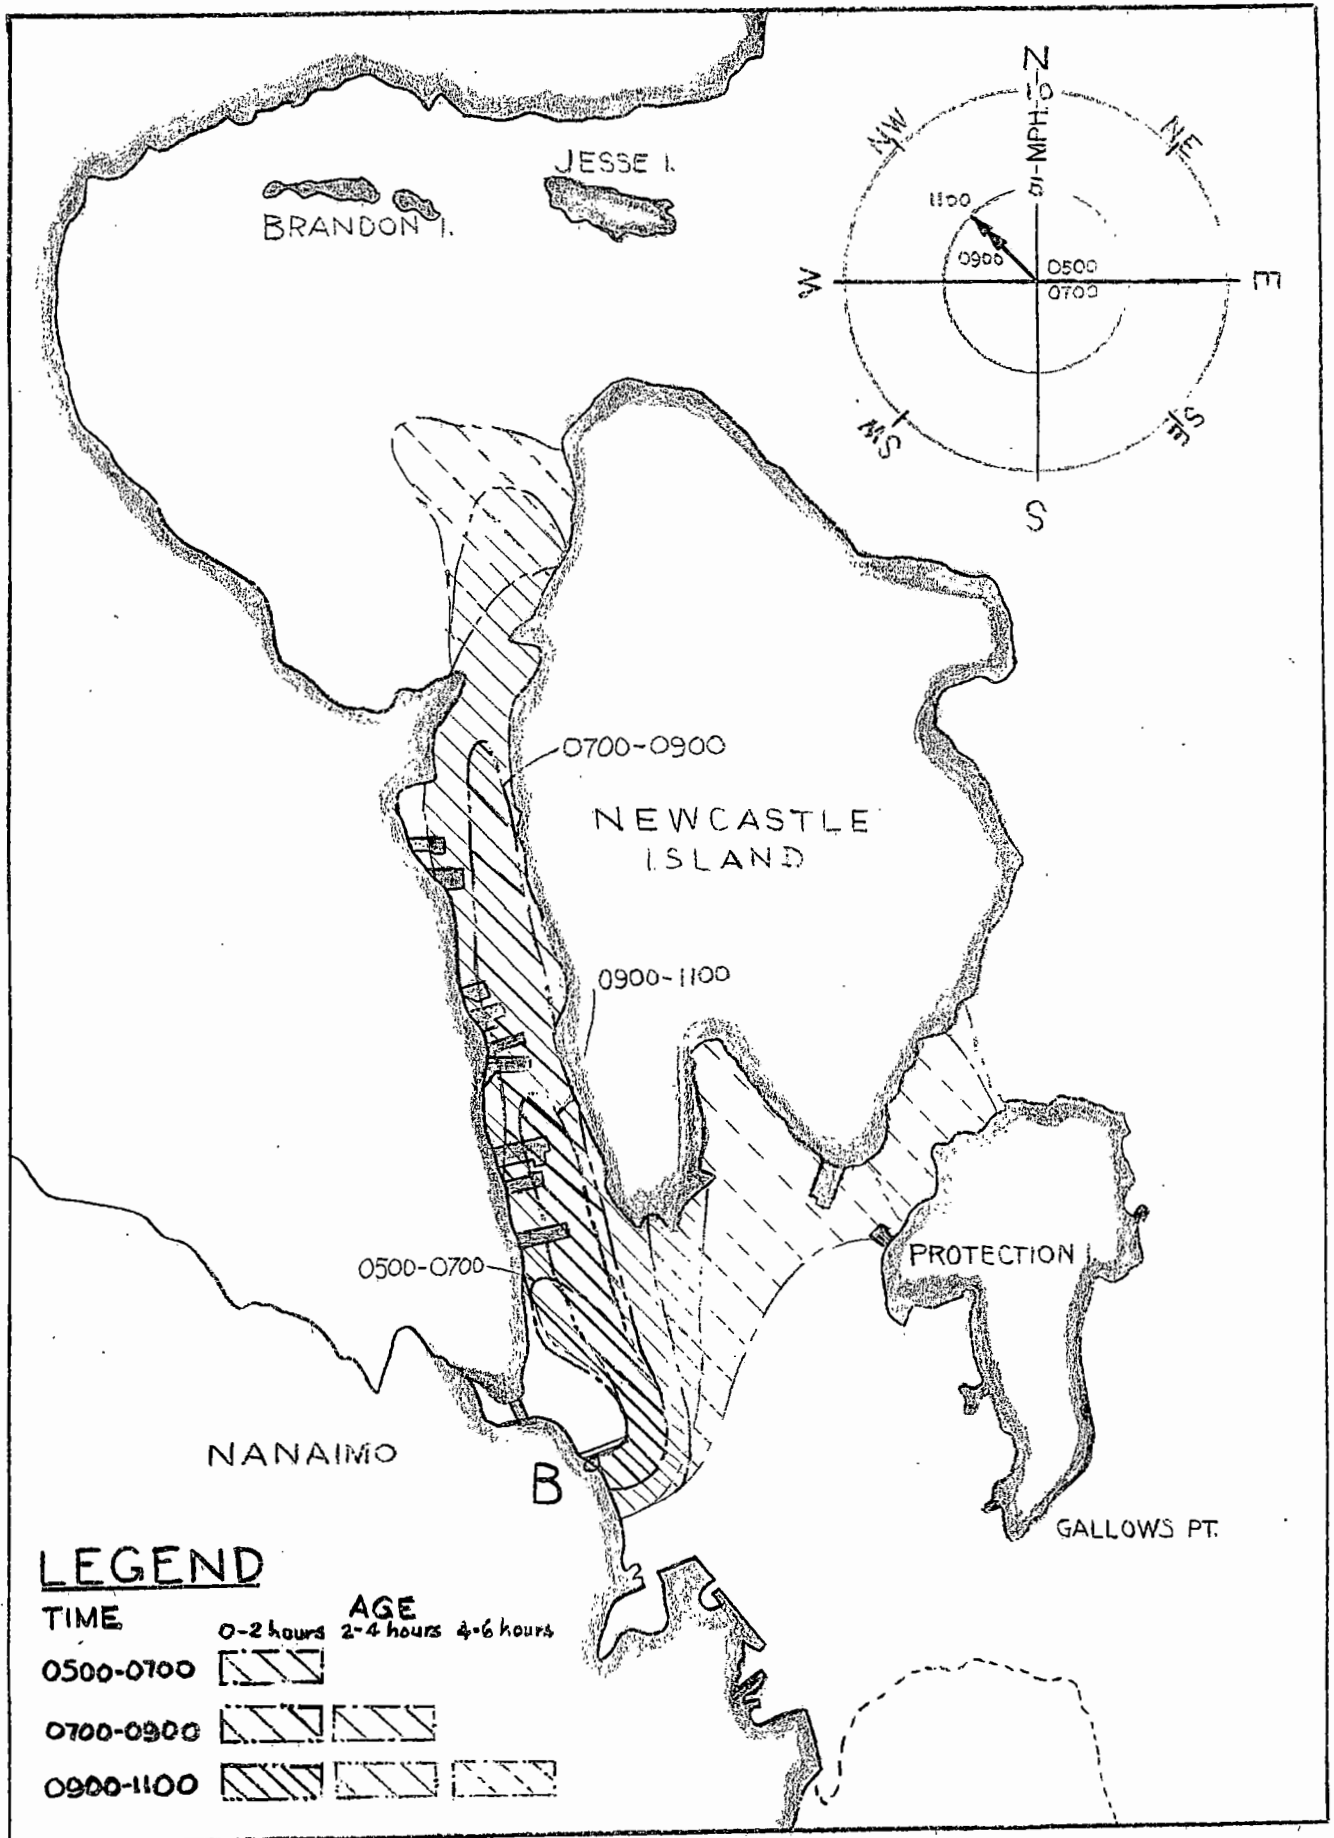 N
10-MPH.-10
NW
NE
JESSE I.
1100
BRANDON I.
0900
0500
W
E
0700
SW
SE
S
0700-0900
NEWCASTLE
ISLAND
0900-1100
0500-0700
PROTECTION I.
NANAIMO
B
GALLOWS PT.
LEGEND
TIME
AGE
0-2 hours 2-4 hours 4-6 hours
0500-0700
0700-0900
0900-1100